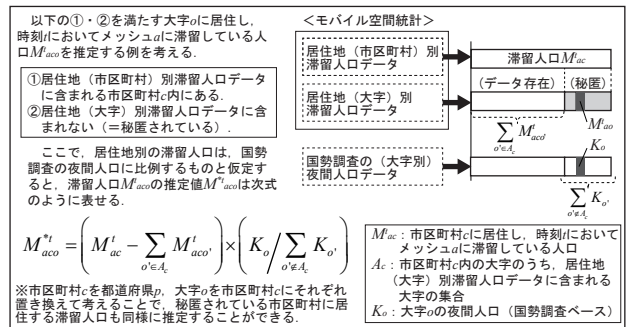 以下の①・②を満たす大字oに居住し,
時刻tにおいてメッシュaに滞留している人
口M^t_acoを推定する例を考える.
①居住地（市区町村）別滞留人口データ
に含まれる市区町村c内にある.
②居住地（大字）別滞留人口データに含
まれない（＝秘匿されている）.
ここで, 居住地別の滞留人口は, 国勢
調査の夜間人口に比例するものと仮定す
ると, 滞留人口M^t_acoの推定値M^*t_acoは次式
のように表せる.
M^*t_aco = (M^t_ac − ∑_o'∈A_c M^t_aco') × (K_o / ∑_o'∉A_c K_o')
※市区町村cを都道府県p, 大字oを市区町村cにそれぞれ
置き換えて考えることで, 秘匿されている市区町村に居
住する滞留人口も同様に推定することができる.
＜モバイル空間統計＞
居住地（市区町村）別
滞留人口データ
居住地（大字）別
滞留人口データ
国勢調査の（大字別）
夜間人口データ
滞留人口M^t_ac
（データ存在）
（秘匿）
∑_o'∈A_c M^t_aco'
M^t_ao
K_o
∑_o'∉A_c K_o'
M^t_ac：市区町村cに居住し, 時刻tにおいて
メッシュaに滞留している人口
A_c：市区町村c内の大字のうち, 居住地
（大字）別滞留人口データに含まれる
大字の集合
K_o：大字oの夜間人口（国勢調査ベース）